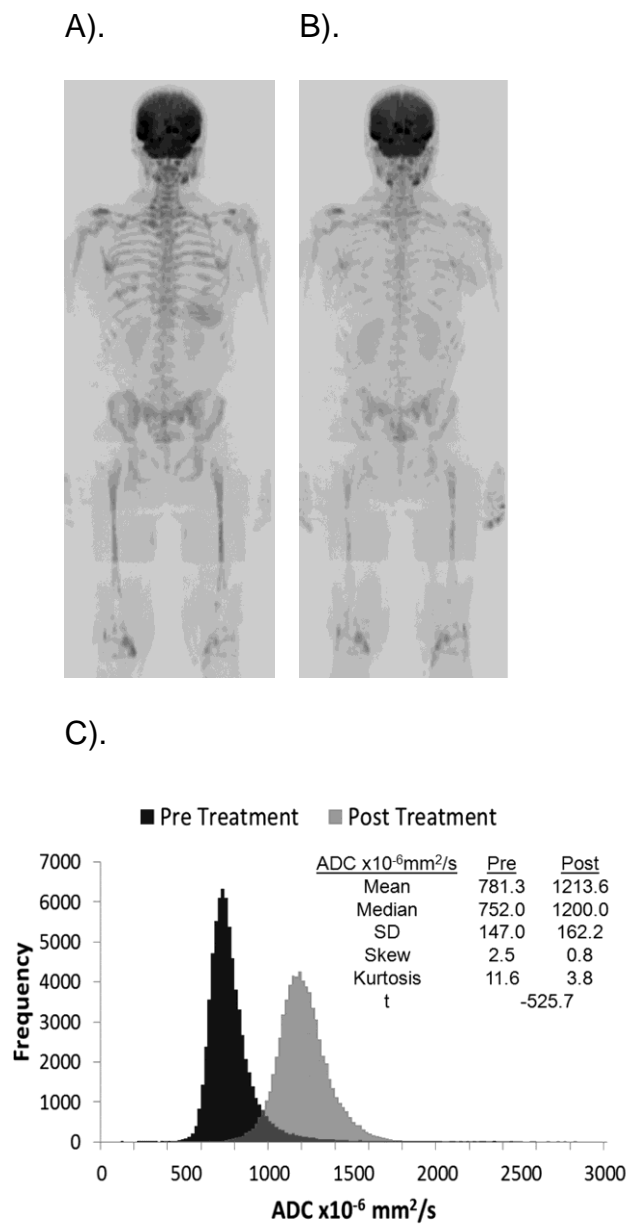 A). B).
C).
Pre Treatment Post Treatment
ADC x10⁻⁶mm²/s Pre Post
Mean 781.3 1213.6
Median 752.0 1200.0
SD 147.0 162.2
Skew 2.5 0.8
Kurtosis 11.6 3.8
t -525.7
Frequency
7000
6000
5000
4000
3000
2000
1000
0
0 500 1000 1500 2000 2500 3000
ADC x10⁻⁶ mm²/s